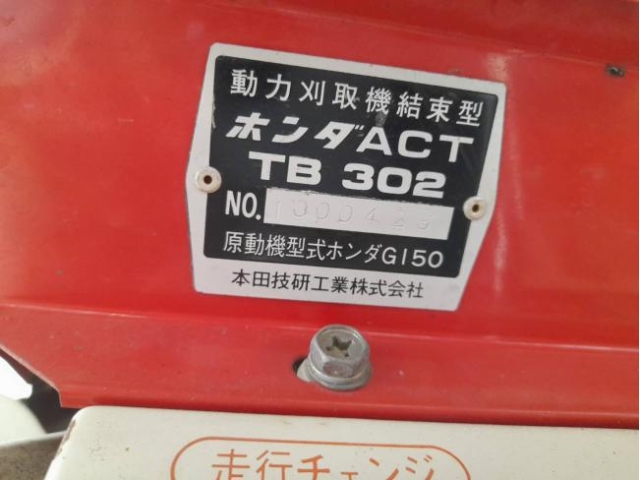 動力刈取機結束型
ホンダACT
TB 302
NO.
原動機型式ホンダG150
本田技研工業株式会社
走行チェンジ